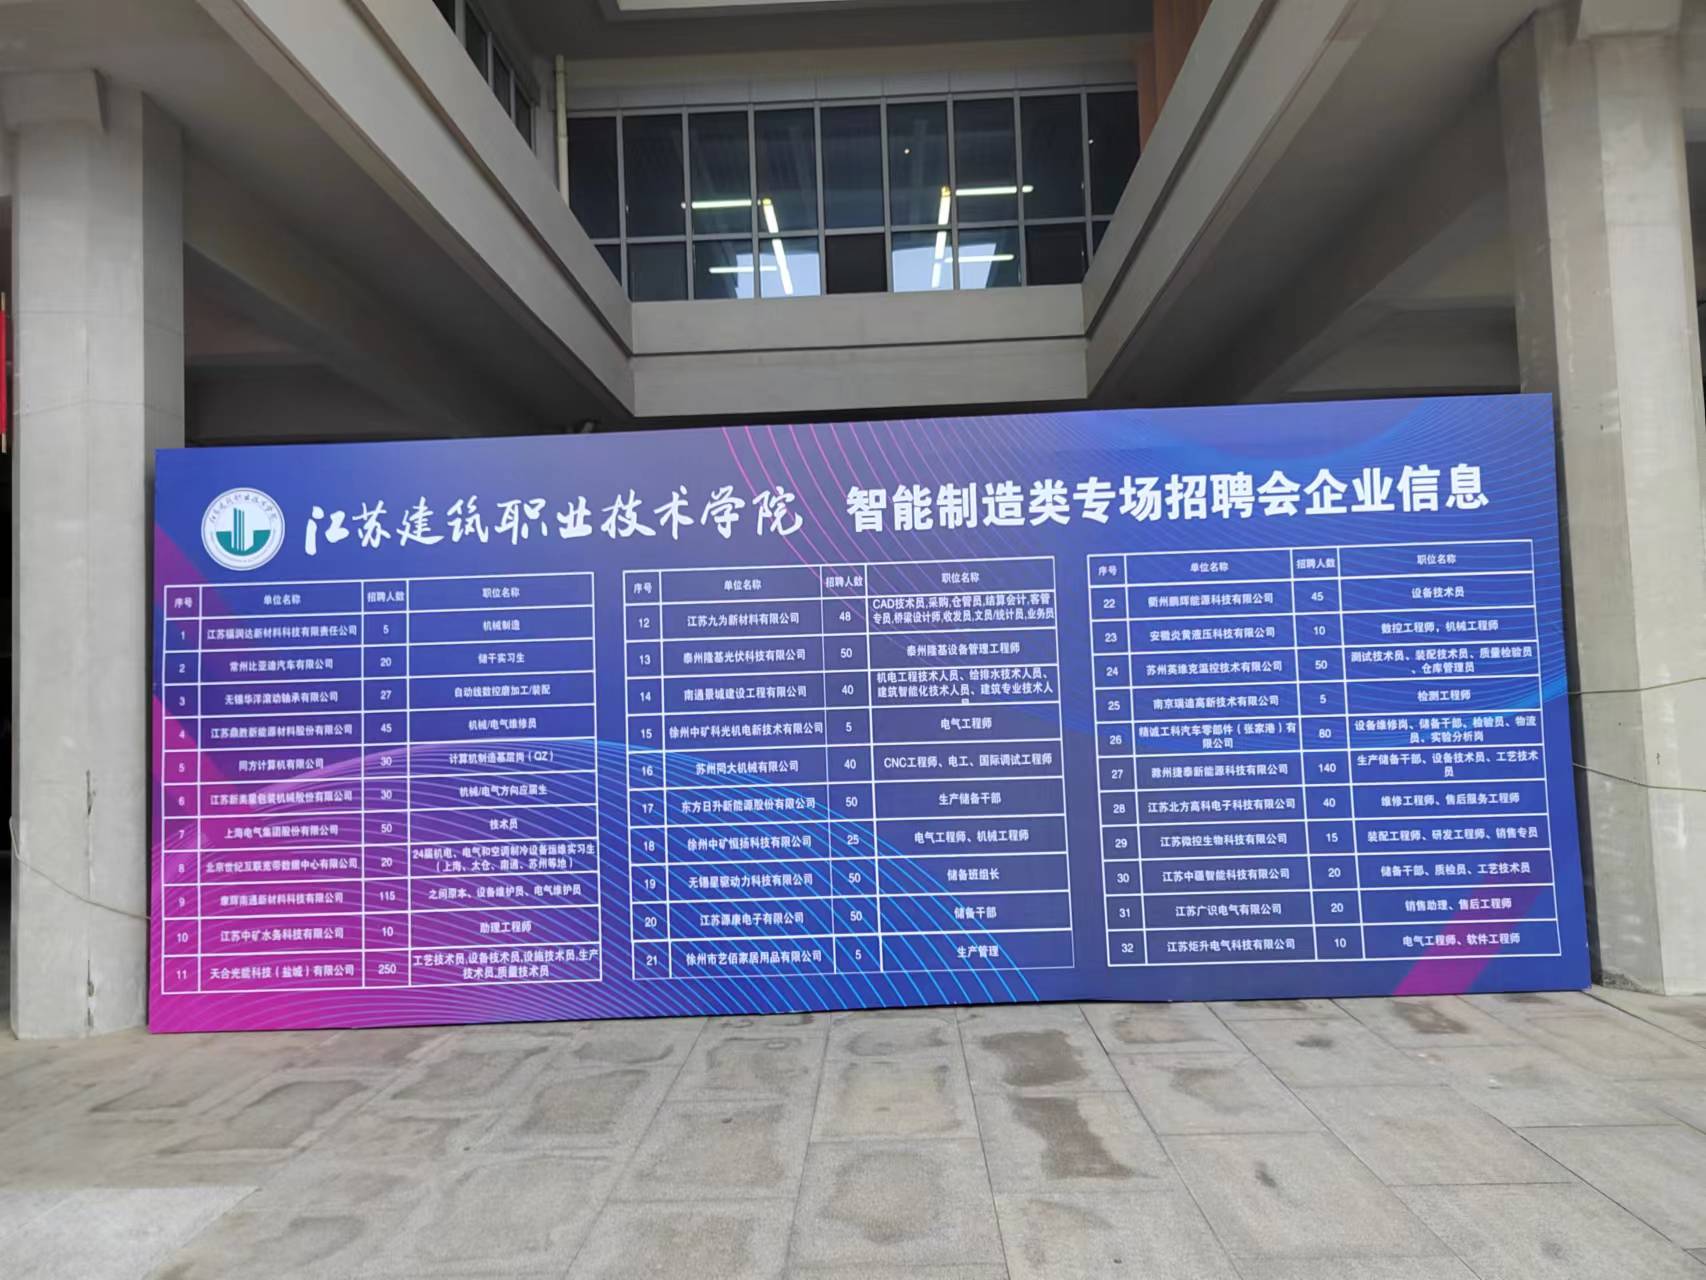 江苏建筑职业技术学院 智能制造类专场招聘会企业信息
序号 单位名称 招聘人数 职位名称
1 江苏福润达新材料科技有限责任公司 5 机械制造
2 常州比亚迪汽车有限公司 20 储干实习生
3 无锡华洋滚动轴承有限公司 27 自动线数控磨加工/装配
4 江苏鼎胜新能源材料股份有限公司 45 机械/电气维修员
5 同方计算机有限公司 30 计算机制造基层岗（QZ）
6 江苏新美星包装机械股份有限公司 30 机械/电气方向应届生
7 上海电气集团股份有限公司 50 技术员
8 北京世纪互联宽带数据中心有限公司 20 24届机电、电气和空调制冷设备运维实习生
（上海、太仓、南通、苏州等地）
9 康辉南通新材料科技有限公司 115 之间原本、设备维护员、电气维护员
10 江苏中矿水务科技有限公司 10 助理工程师
11 天合光能科技（盐城）有限公司 250 工艺技术员,设备技术员,设施技术员,生产
技术员,质量技术员
序号 单位名称 招聘人数 职位名称
12 江苏九为新材料有限公司 48 CAD技术员,采购,仓管员,结算会计,客管
专员,桥梁设计师,收发员,文员/统计员,业务员
13 泰州隆基光伏科技有限公司 50 泰州隆基设备管理工程师
14 南通景城建设工程有限公司 40 机电工程技术人员、给排水技术人员、
建筑智能化技术人员、建筑专业技术人
员
15 徐州中矿科光机电新技术有限公司 5 电气工程师
16 苏州同大机械有限公司 40 CNC工程师、电工、国际调试工程师
17 东方日升新能源股份有限公司 50 生产储备干部
18 徐州中矿恒扬科技有限公司 25 电气工程师、机械工程师
19 无锡星驱动力科技有限公司 50 储备班组长
20 江苏源康电子有限公司 50 储备干部
21 徐州市艺佰家居用品有限公司 5 生产管理
序号 单位名称 招聘人数 职位名称
22 衢州鹏辉能源科技有限公司 45 设备技术员
23 安徽炎黄液压科技有限公司 10 数控工程师，机械工程师
24 苏州英维克温控技术有限公司 50 测试技术员、装配技术员、质量检验员
、仓库管理员
25 南京瑞迪高新技术有限公司 5 检测工程师
26 精诚工科汽车零部件（张家港）有
限公司 80 设备维修岗、储备干部、检验员、物流
员、实验分析岗
27 滁州捷泰新能源科技有限公司 140 生产储备干部、设备技术员、工艺技术
员
28 江苏北方高科电子科技有限公司 40 维修工程师、售后服务工程师
29 江苏微控生物科技有限公司 15 装配工程师、研发工程师、销售专员
30 江苏中疆智能科技有限公司 20 储备干部、质检员、工艺技术员
31 江苏广识电气有限公司 20 销售助理、售后工程师
32 江苏炬升电气科技有限公司 10 电气工程师、软件工程师